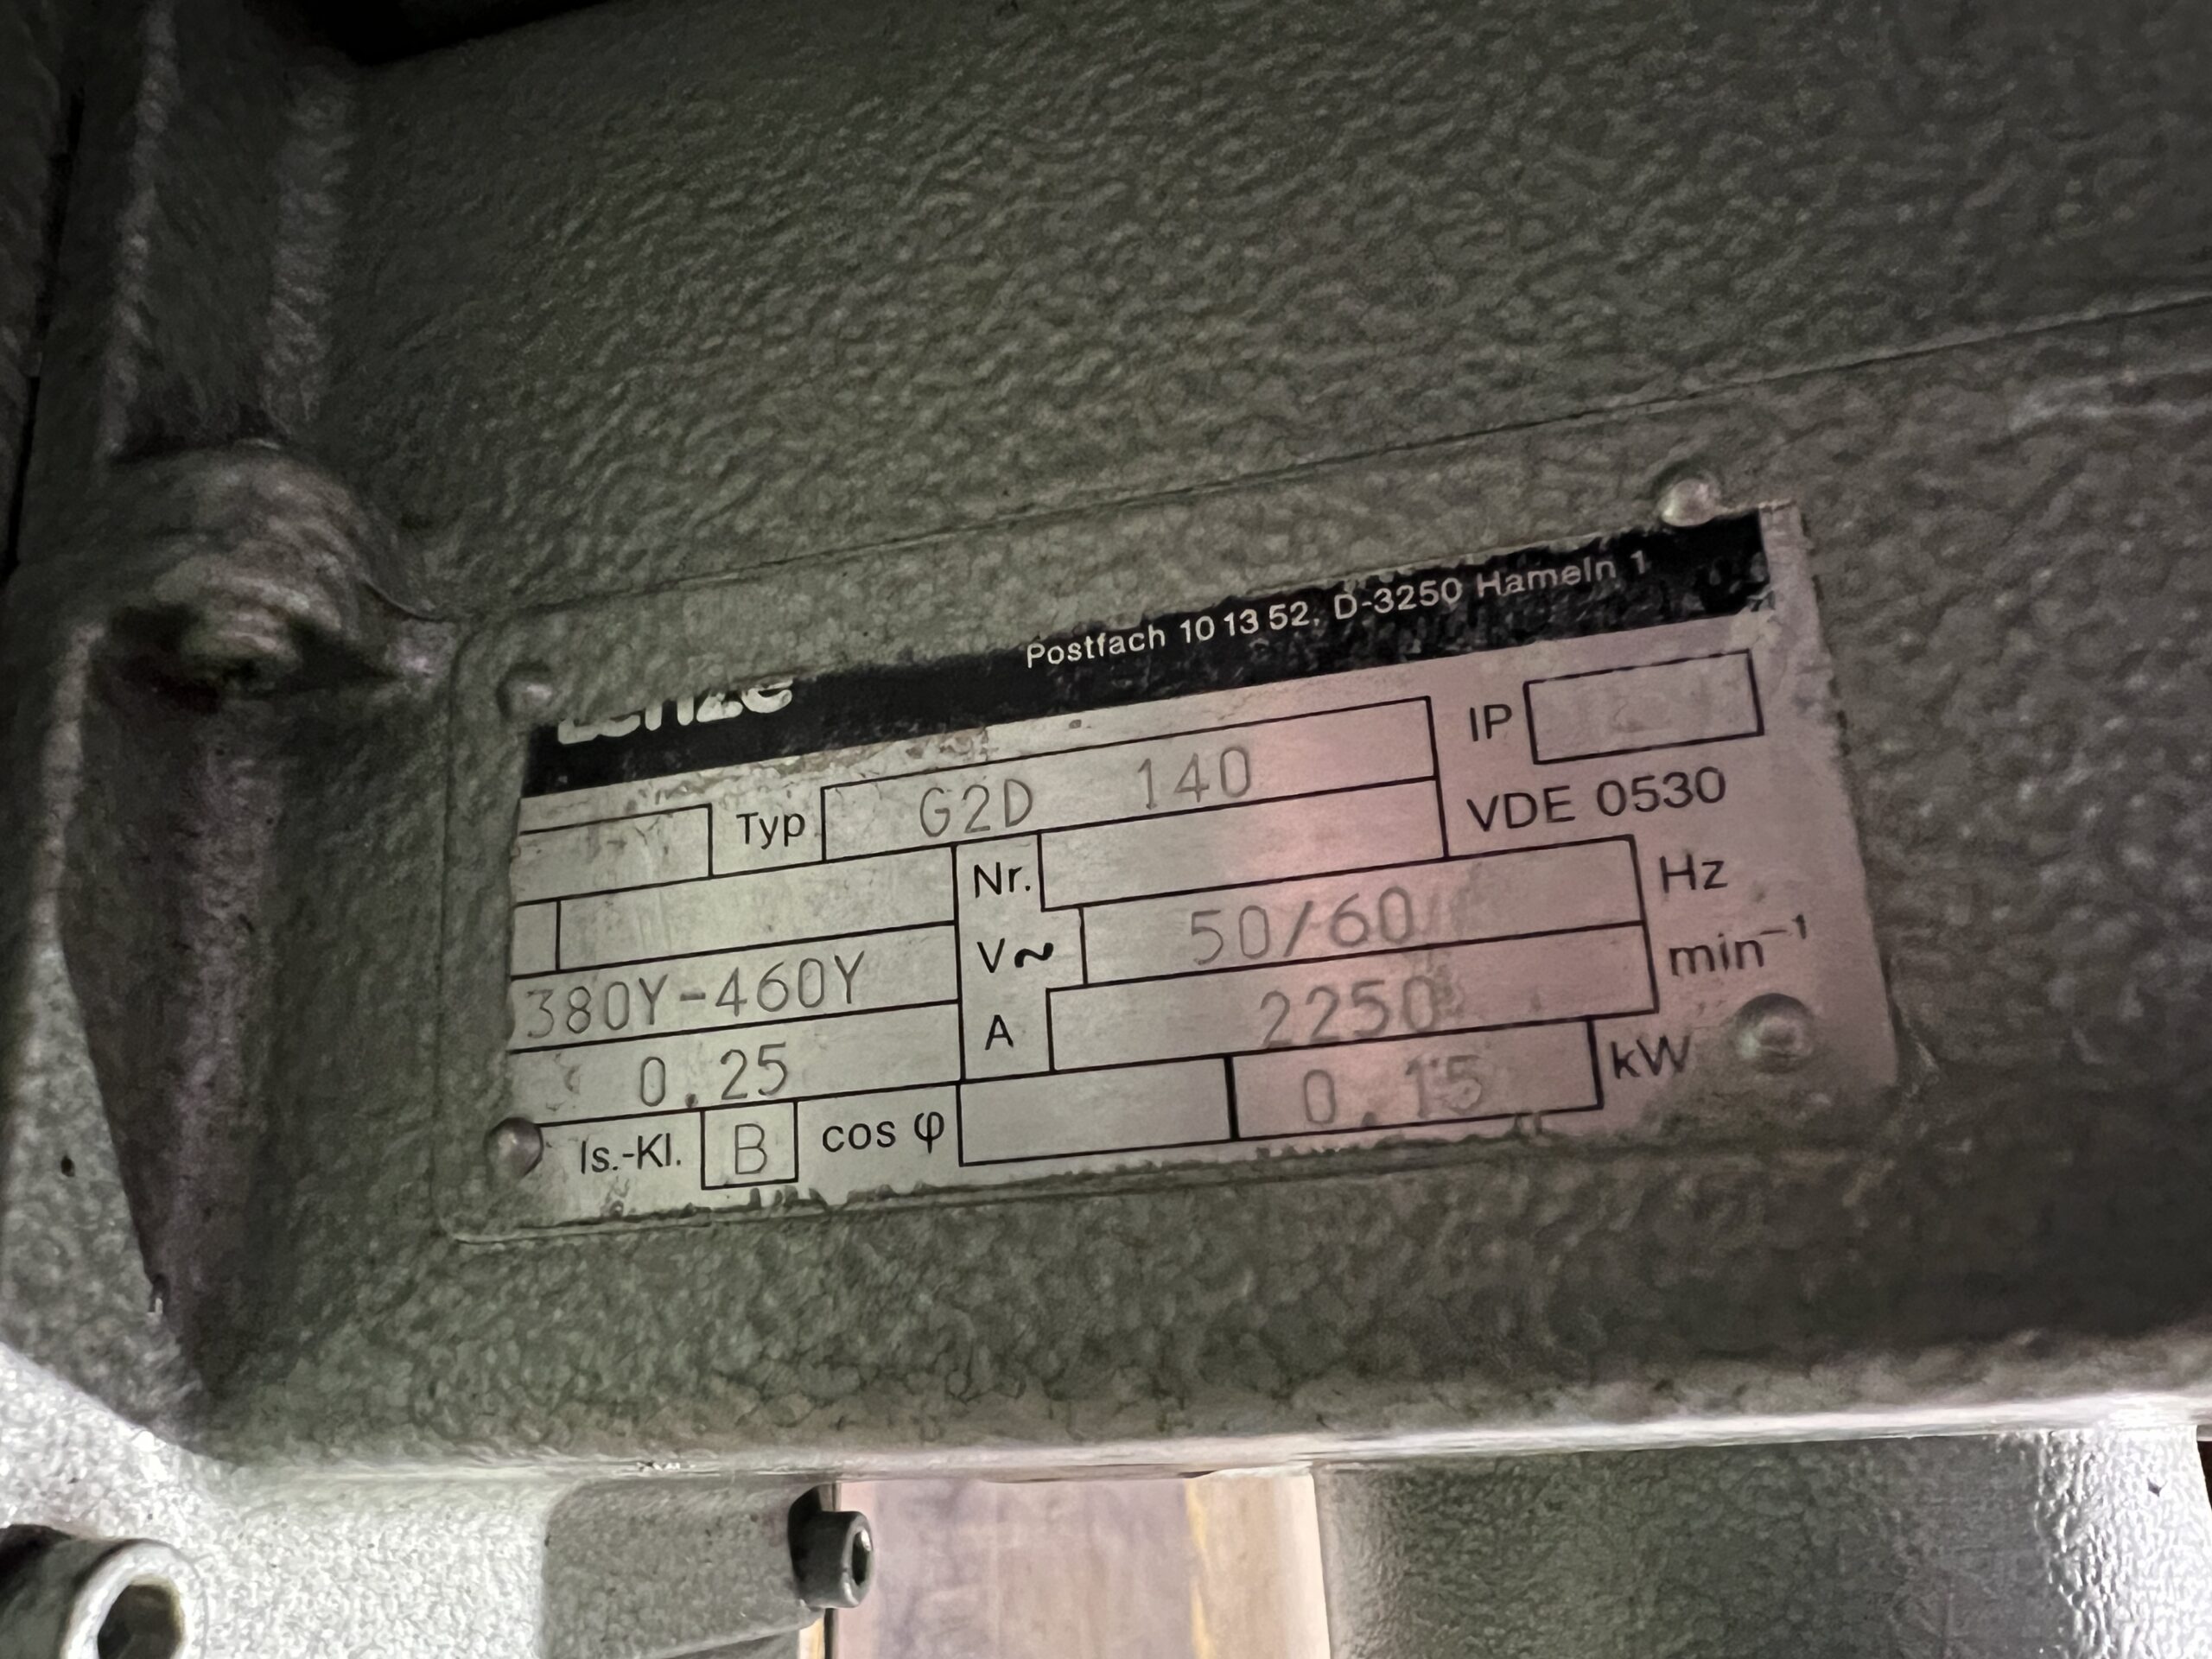 Lenze Postfach 10 13 52, D-3250 Hameln 1
Typ G2D 140 IP
VDE 0530
Nr.
380Y-460Y V~ 50/60 Hz
0.25 A 2250 min⁻¹
Is.-Kl. B cos φ 0.15 kW